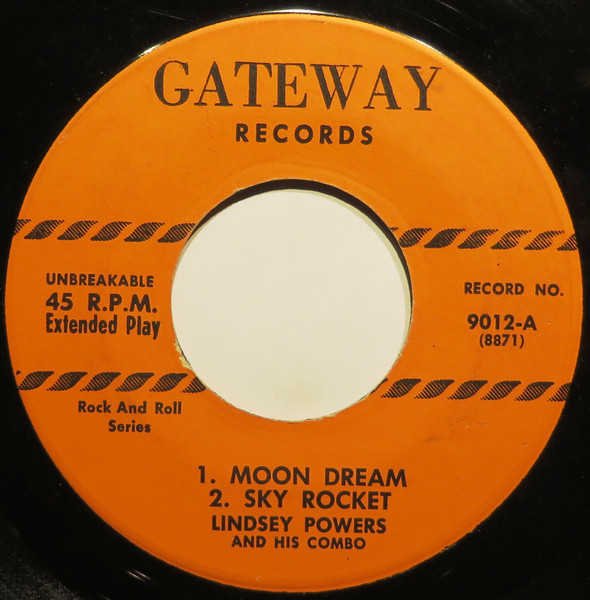 GATEWAY
RECORDS
UNBREAKABLE
45 R.P.M.
Extended Play
RECORD NO.
9012-A
(8871)
Rock And Roll
Series
1. MOON DREAM
2. SKY ROCKET
LINDSEY POWERS
AND HIS COMBO